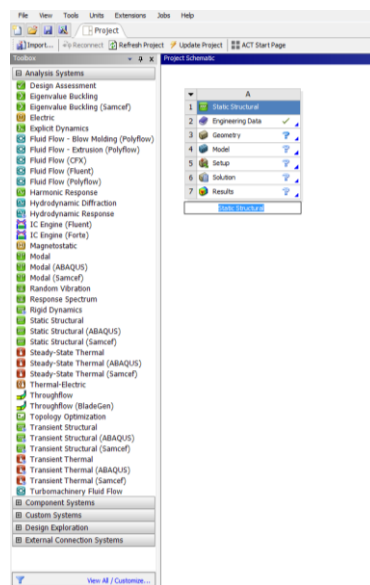 File View Tools Units Extensions Jobs Help
Project
Import... Reconnect Refresh Project Update Project ACT Start Page
Toolbox
Project Schematic
Analysis Systems
Design Assessment
Eigenvalue Buckling
Eigenvalue Buckling (Samcef)
Electric
Explicit Dynamics
Fluid Flow - Blow Molding (Polyflow)
Fluid Flow - Extrusion (Polyflow)
Fluid Flow (CFX)
Fluid Flow (Fluent)
Fluid Flow (Polyflow)
Harmonic Response
Hydrodynamic Diffraction
Hydrodynamic Response
IC Engine (Fluent)
IC Engine (Forte)
Magnetostatic
Modal
Modal (ABAQUS)
Modal (Samcef)
Random Vibration
Response Spectrum
Rigid Dynamics
Static Structural
Static Structural (ABAQUS)
Static Structural (Samcef)
Steady-State Thermal
Steady-State Thermal (ABAQUS)
Steady-State Thermal (Samcef)
Thermal-Electric
Throughflow
Throughflow (BladeGen)
Topology Optimization
Transient Structural
Transient Structural (ABAQUS)
Transient Structural (Samcef)
Transient Thermal
Transient Thermal (ABAQUS)
Transient Thermal (Samcef)
Turbomachinery Fluid Flow
Component Systems
Custom Systems
Design Exploration
External Connection Systems
View All / Customize...
A
1 Static Structural
2 Engineering Data
3 Geometry ?
4 Model ?
5 Setup ?
6 Solution ?
7 Results ?
Static Structural